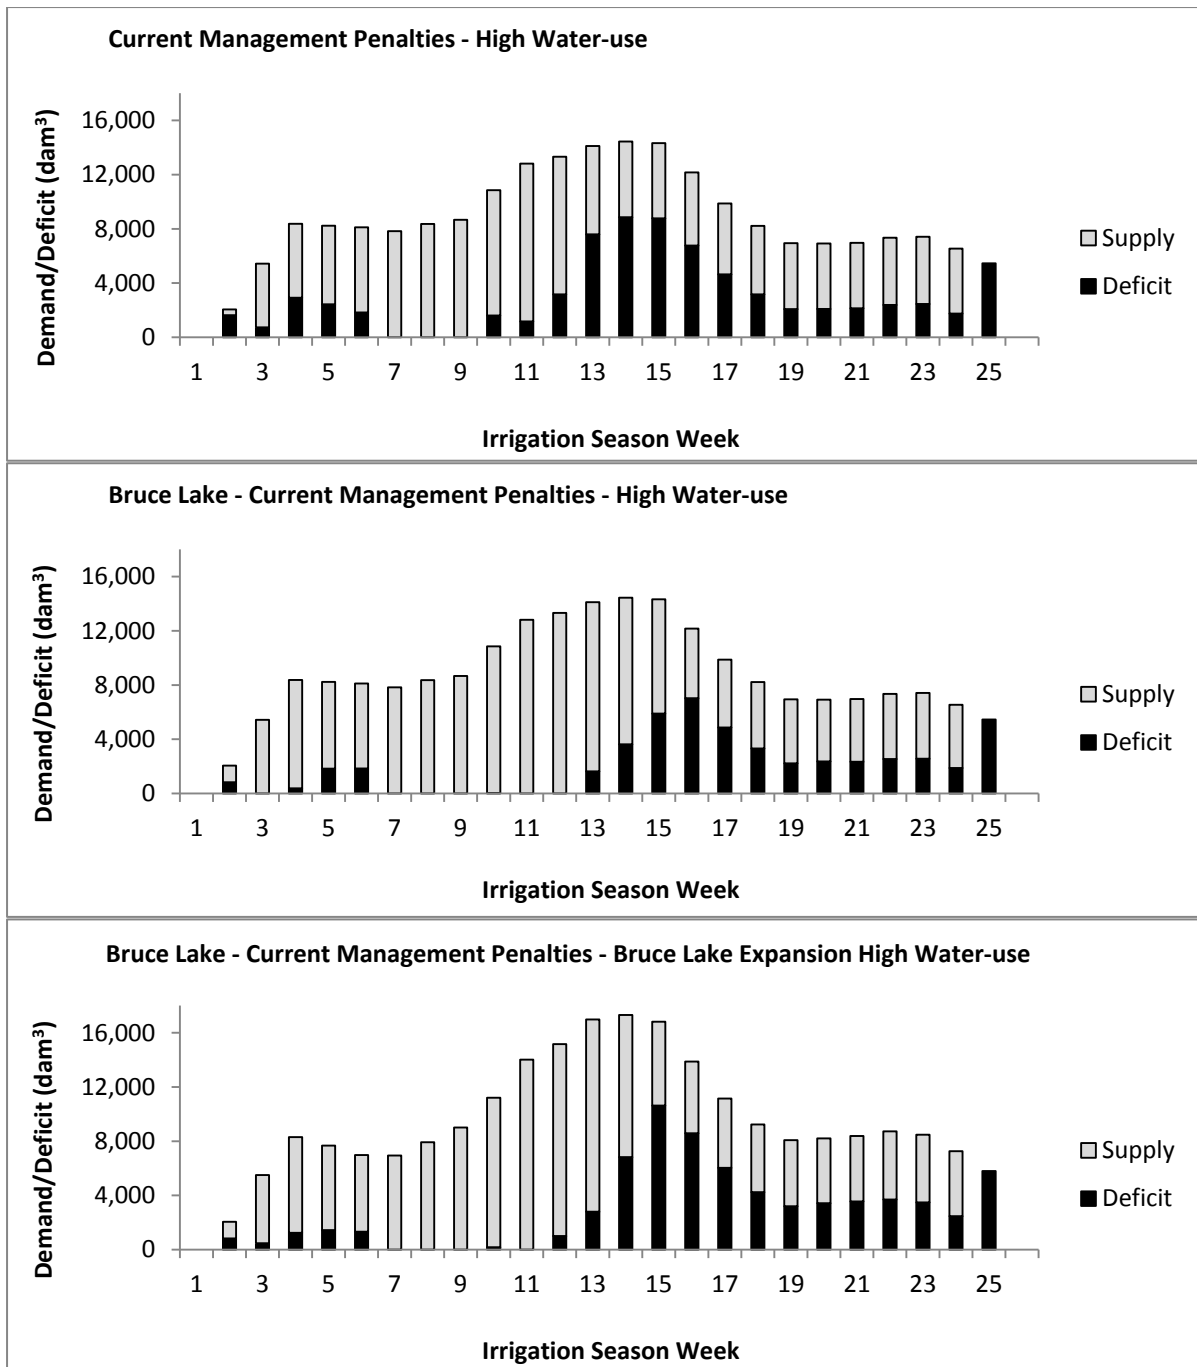 Current Management Penalties - High Water-use
Demand/Deficit (dam³)
16,000
12,000
8,000
4,000
0
1 3 5 7 9 11 13 15 17 19 21 23 25
Irrigation Season Week
Supply
Deficit
Bruce Lake - Current Management Penalties - High Water-use
Demand/Deficit (dam³)
16,000
12,000
8,000
4,000
0
1 3 5 7 9 11 13 15 17 19 21 23 25
Irrigation Season Week
Supply
Deficit
Bruce Lake - Current Management Penalties - Bruce Lake Expansion High Water-use
Demand/Deficit (dam³)
16,000
12,000
8,000
4,000
0
1 3 5 7 9 11 13 15 17 19 21 23 25
Irrigation Season Week
Supply
Deficit